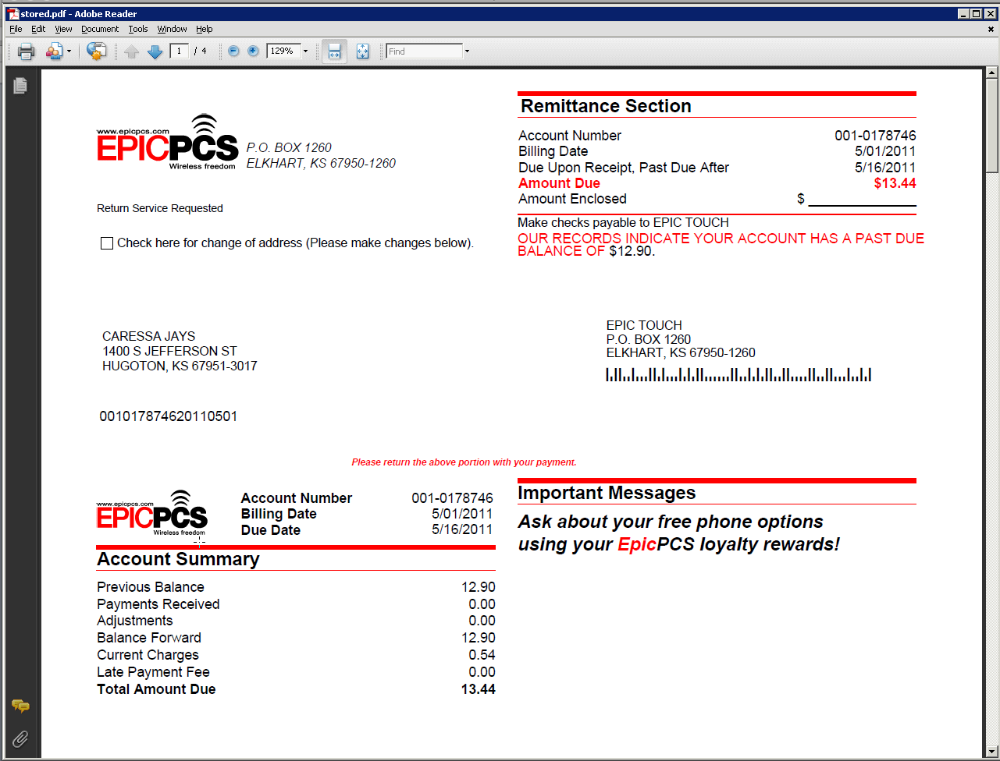 stored.pdf - Adobe Reader
File Edit View Document Tools Window Help
1 / 4 129% Find
www.epicpcs.com
EPICPCS
Wireless freedom
P.O. BOX 1260
ELKHART, KS 67950-1260
Return Service Requested
Check here for change of address (Please make changes below).
Remittance Section
Account Number 001-0178746
Billing Date 5/01/2011
Due Upon Receipt, Past Due After 5/16/2011
Amount Due $13.44
Amount Enclosed $
Make checks payable to EPIC TOUCH
OUR RECORDS INDICATE YOUR ACCOUNT HAS A PAST DUE
BALANCE OF $12.90.
CARESSA JAYS
1400 S JEFFERSON ST
HUGOTON, KS 67951-3017
EPIC TOUCH
P.O. BOX 1260
ELKHART, KS 67950-1260
001017874620110501
Please return the above portion with your payment.
www.epicpcs.com
EPICPCS
Wireless freedom
Account Number 001-0178746
Billing Date 5/01/2011
Due Date 5/16/2011
Account Summary
Previous Balance 12.90
Payments Received 0.00
Adjustments 0.00
Balance Forward 12.90
Current Charges 0.54
Late Payment Fee 0.00
Total Amount Due 13.44
Important Messages
Ask about your free phone options
using your EpicPCS loyalty rewards!